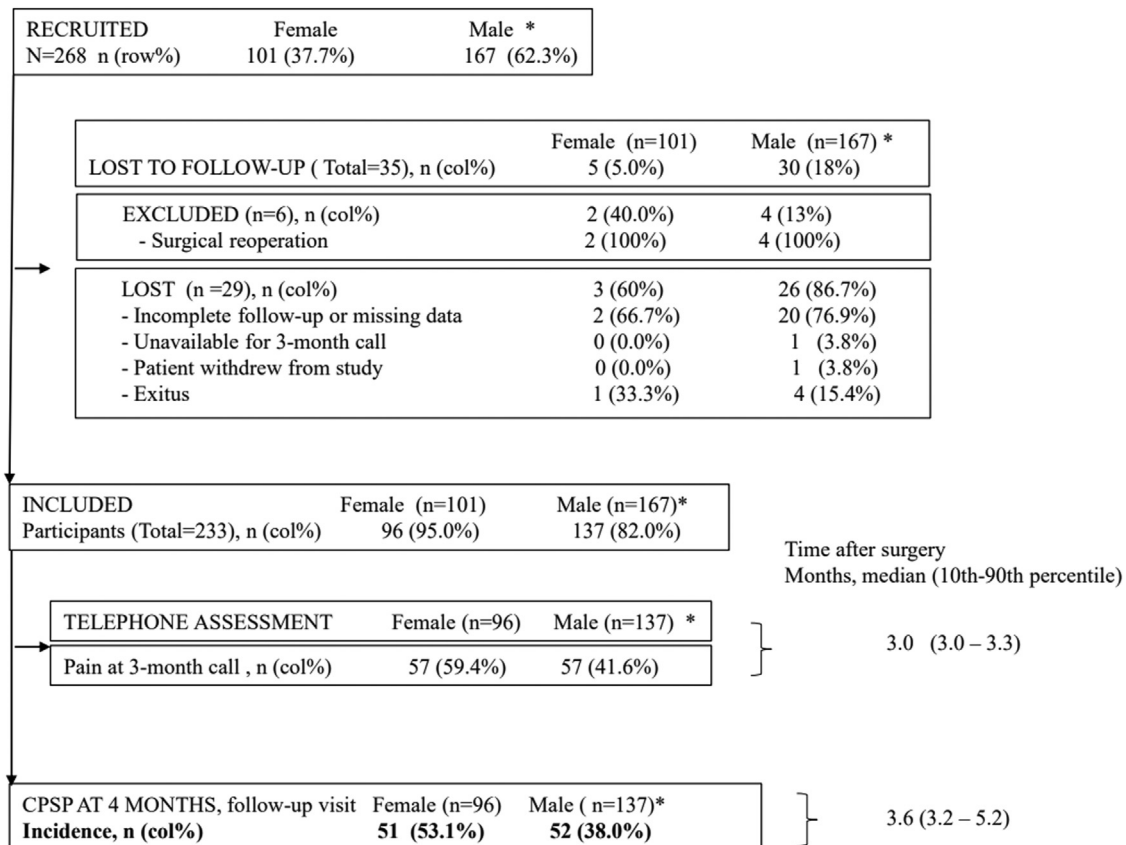 RECRUITED Female Male *
N=268 n (row%) 101 (37.7%) 167 (62.3%)
Female (n=101) Male (n=167) *
LOST TO FOLLOW-UP ( Total=35), n (col%) 5 (5.0%) 30 (18%)
EXCLUDED (n=6), n (col%) 2 (40.0%) 4 (13%)
- Surgical reoperation 2 (100%) 4 (100%)
LOST (n =29), n (col%) 3 (60%) 26 (86.7%)
- Incomplete follow-up or missing data 2 (66.7%) 20 (76.9%)
- Unavailable for 3-month call 0 (0.0%) 1 (3.8%)
- Patient withdrew from study 0 (0.0%) 1 (3.8%)
- Exitus 1 (33.3%) 4 (15.4%)
INCLUDED Female (n=101) Male (n=167)*
Participants (Total=233), n (col%) 96 (95.0%) 137 (82.0%)
Time after surgery
Months, median (10th-90th percentile)
TELEPHONE ASSESSMENT Female (n=96) Male (n=137) *
Pain at 3-month call , n (col%) 57 (59.4%) 57 (41.6%)
3.0 (3.0 – 3.3)
CPSP AT 4 MONTHS, follow-up visit Female (n=96) Male ( n=137)*
Incidence, n (col%) 51 (53.1%) 52 (38.0%)
3.6 (3.2 – 5.2)